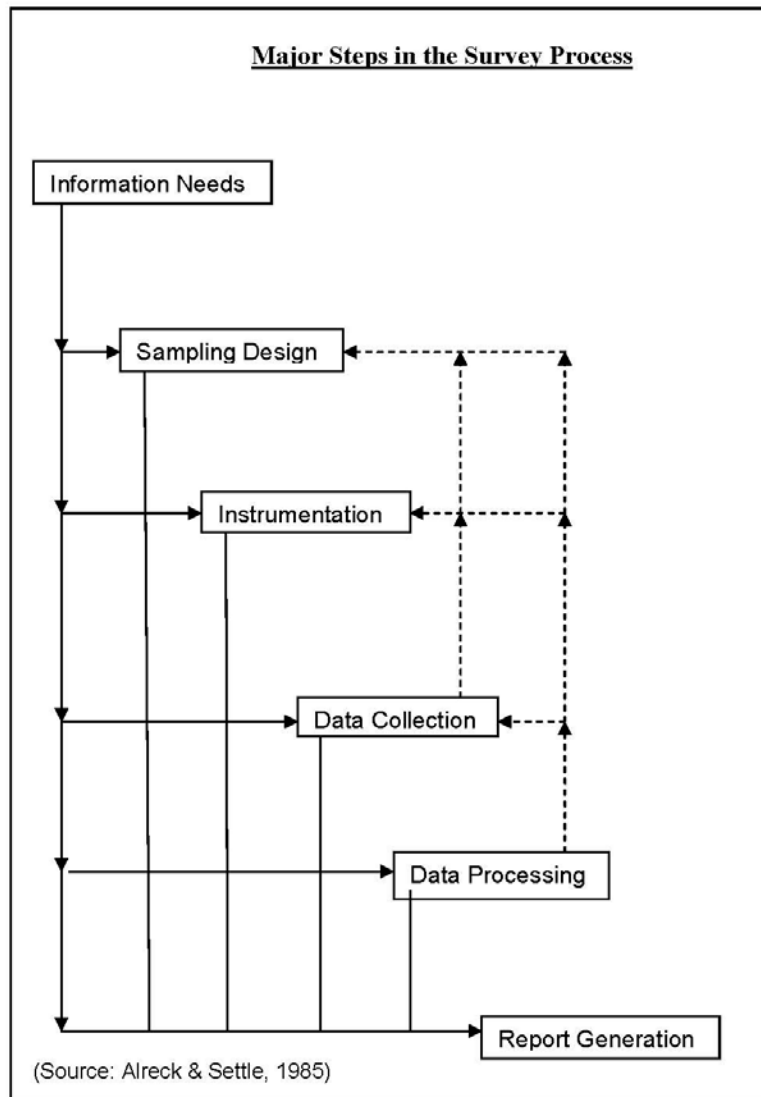 Major Steps in the Survey Process
Information Needs
Sampling Design
Instrumentation
Data Collection
Data Processing
Report Generation
(Source: Alreck & Settle, 1985)